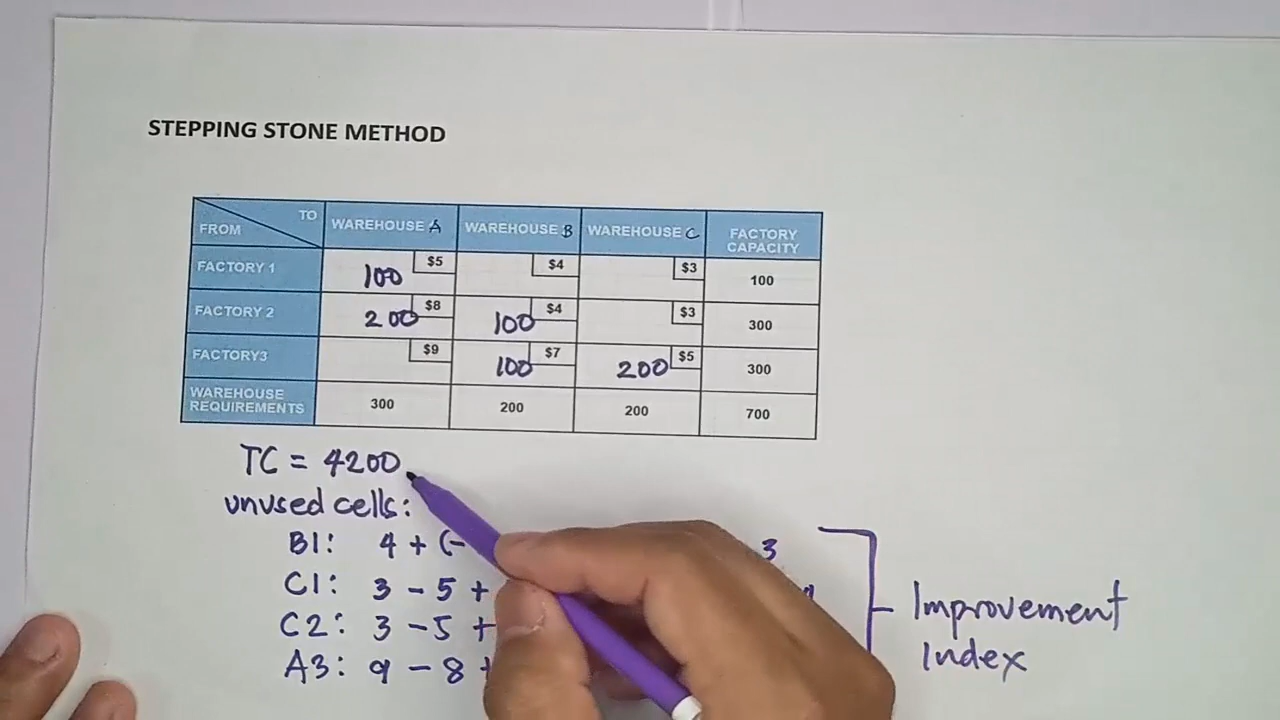 STEPPING STONE METHOD
TO
FROM WAREHOUSE A WAREHOUSE B WAREHOUSE C FACTORY CAPACITY
FACTORY 1 100 $5 $4 $3 100
FACTORY 2 200 $8 100 $4 $3 300
FACTORY3 $9 100 $7 200 $5 300
WAREHOUSE REQUIREMENTS 300 200 200 700
TC = 4200
unused cells:
B1: 4 + (- 3
C1: 3 - 5 +
C2: 3 - 5 +
A3: 9 - 8 +
Improvement
Index